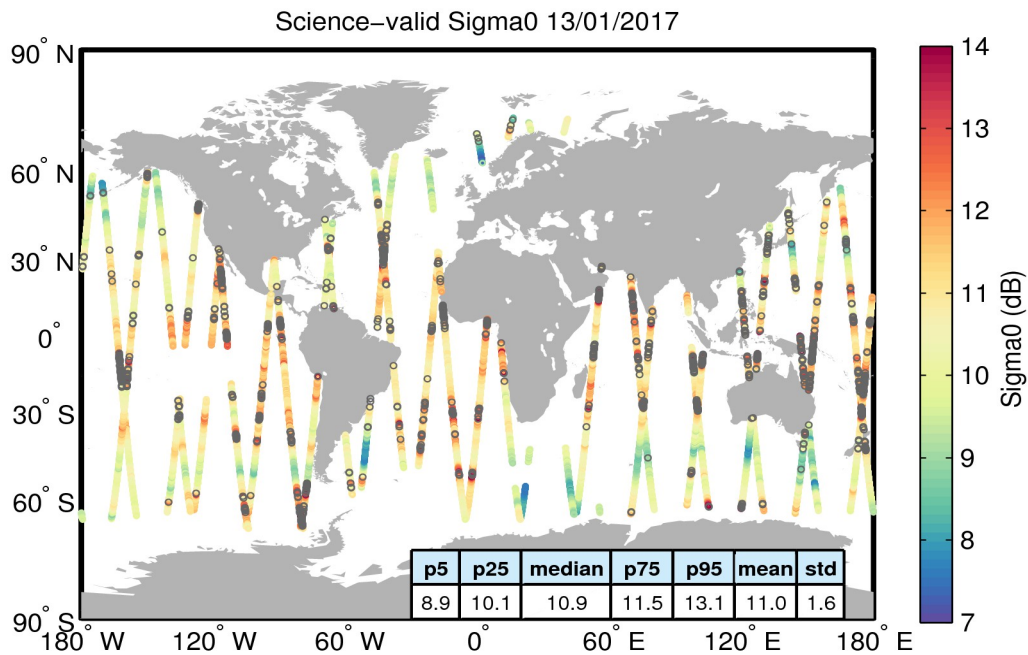 Science−valid Sigma0 13/01/2017
90° N
60° N
30° N
0°
30° S
60° S
90° S
180° W
120° W
60° W
0°
60° E
120° E
180° E
p5 p25 median p75 p95 mean std
8.9 10.1 10.9 11.5 13.1 11.0 1.6
14
13
12
11
10
9
8
7
Sigma0 (dB)